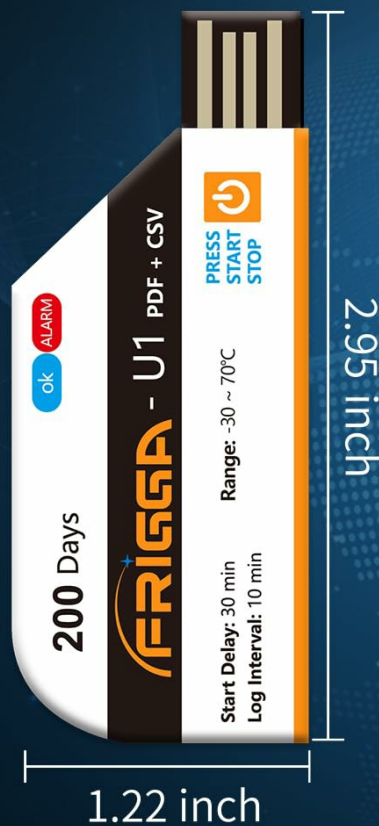 200 Days
ok
ALARM
FRIGGA - U1 PDF + CSV
Start Delay: 30 min
Log Interval: 10 min
Range: -30 ~ 70℃
PRESS
START
STOP
2.95 inch
1.22 inch